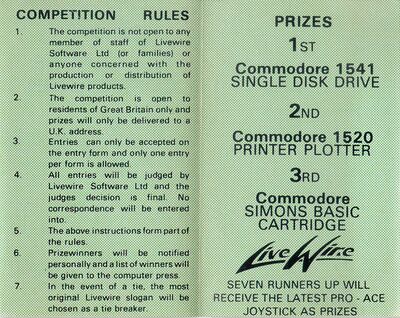 COMPETITION RULES
1. The competition is not open to any
member of staff of Livewire
Software Ltd (or families) or
anyone concerned with the
production or distribution of
Livewire products.
2. The competition is open to
residents of Great Britain only and
prizes will only be delivered to a
U.K. address.
3. Entries can only be accepted on
the entry form and only one entry
per form is allowed.
4. All entries will be judged by
Livewire Software Ltd and the
judges decision is final. No
correspondence will be entered
into.
5. The above instructions form part of
the rules.
6. Prizewinners will be notified
personally and a list of winners will
be given to the computer press.
7. In the event of a tie, the most
original Livewire slogan will be
chosen as a tie breaker.
PRIZES
1ST
Commodore 1541
SINGLE DISK DRIVE
2ND
Commodore 1520
PRINTER PLOTTER
3RD
Commodore
SIMONS BASIC
CARTRIDGE
LiveWire
SEVEN RUNNERS UP WILL
RECEIVE THE LATEST PRO - ACE
JOYSTICK AS PRIZES